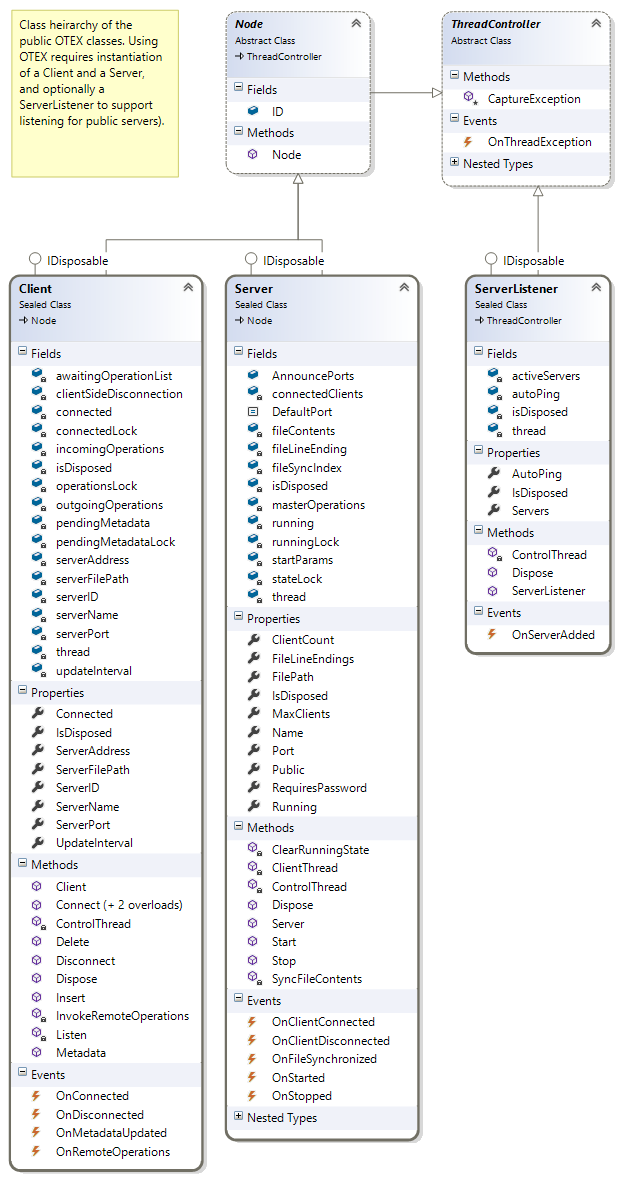 Class heirarchy of the
public OTEX classes. Using
OTEX requires instantiation
of a Client and a Server,
and optionally a
ServerListener to support
listening for public servers).
Node
Abstract Class
ThreadController
Fields
ID
Methods
Node
ThreadController
Abstract Class
Methods
CaptureException
Events
OnThreadException
Nested Types
IDisposable
Client
Sealed Class
Node
Fields
awaitingOperationList
clientSideDisconnection
connected
connectedLock
incomingOperations
isDisposed
operationsLock
outgoingOperations
pendingMetadata
pendingMetadataLock
serverAddress
serverFilePath
serverID
serverName
serverPort
thread
updateInterval
Properties
Connected
IsDisposed
ServerAddress
ServerFilePath
ServerID
ServerName
ServerPort
UpdateInterval
Methods
Client
Connect (+ 2 overloads)
ControlThread
Delete
Disconnect
Dispose
Insert
InvokeRemoteOperations
Listen
Metadata
Events
OnConnected
OnDisconnected
OnMetadataUpdated
OnRemoteOperations
IDisposable
Server
Sealed Class
Node
Fields
AnnouncePorts
connectedClients
DefaultPort
fileContents
fileLineEnding
fileSyncIndex
isDisposed
masterOperations
running
runningLock
startParams
stateLock
thread
Properties
ClientCount
FileLineEndings
FilePath
IsDisposed
MaxClients
Name
Port
Public
RequiresPassword
Running
Methods
ClearRunningState
ClientThread
ControlThread
Dispose
Server
Start
Stop
SyncFileContents
Events
OnClientConnected
OnClientDisconnected
OnFileSynchronized
OnStarted
OnStopped
Nested Types
IDisposable
ServerListener
Sealed Class
ThreadController
Fields
activeServers
autoPing
isDisposed
thread
Properties
AutoPing
IsDisposed
Servers
Methods
ControlThread
Dispose
ServerListener
Events
OnServerAdded